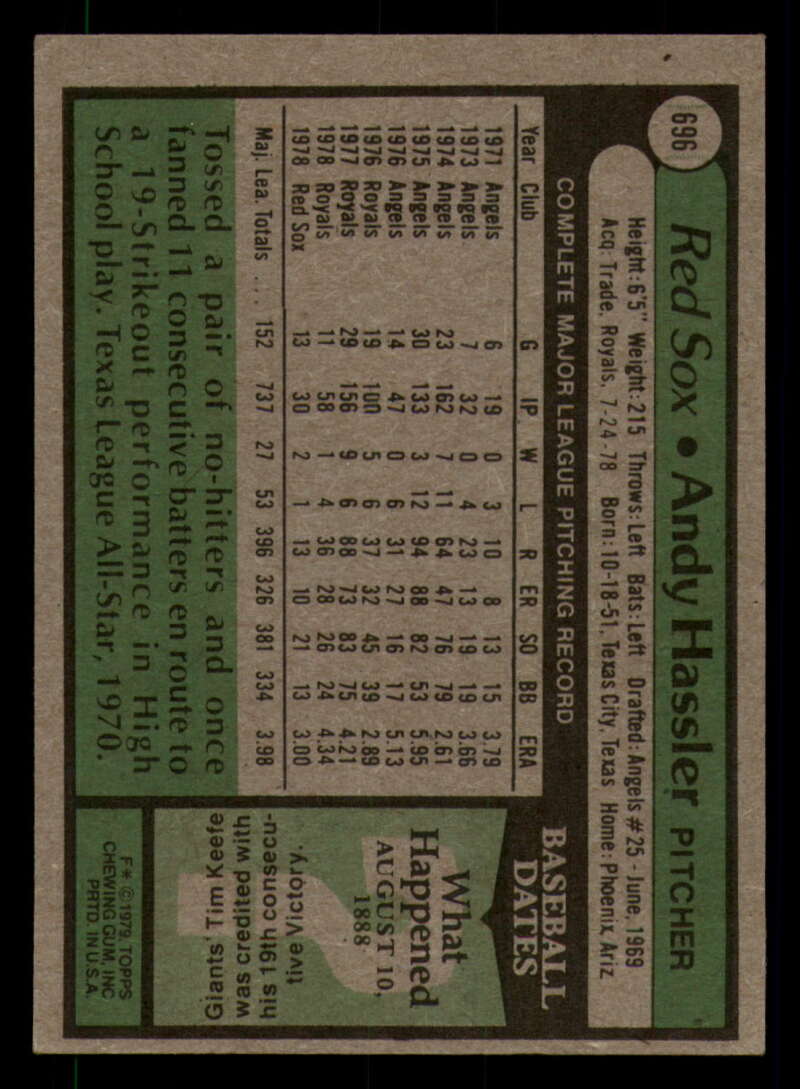 696
Red Sox • Andy Hassler PITCHER
Height: 6'5" Weight: 215 Throws: Left Bats: Left Drafted: Angels #25 - June, 1969
Acq: Trade, Royals, 7-24-78 Born: 10-18-51, Texas City, Texas Home: Phoenix, Ariz
COMPLETE MAJOR LEAGUE PITCHING RECORD
Year Club G IP W L R ER SO BB ERA
1971 Angels 6 19 0 3 10 8 13 15 3.79
1973 Angels 7 32 0 4 23 13 19 19 3.66
1974 Angels 23 162 7 11 64 47 76 79 2.61
1975 Angels 30 133 3 12 94 88 82 53 5.95
1976 Angels 14 47 0 6 31 27 16 17 5.13
1976 Royals 19 100 5 6 37 32 45 39 2.89
1977 Royals 29 156 9 6 88 73 83 75 4.21
1978 Royals 11 58 1 4 36 28 26 24 4.34
1978 Red Sox 13 30 2 1 13 10 21 13 3.00
Maj. Lea. Totals ... 152 737 27 53 396 326 381 334 3.98
Tossed a pair of no-hitters and once
fanned 11 consecutive batters en route to
a 19-Strikeout performance in High
School play. Texas League All-Star, 1970.
BASEBALL
DATES
What
Happened
AUGUST 10,
1888
?
Giants' Tim Keefe
was credited with
his 19th consecu-
tive Victory.
F* © 1979, TOPPS
CHEWING GUM, INC
PRTD. IN U.S.A.